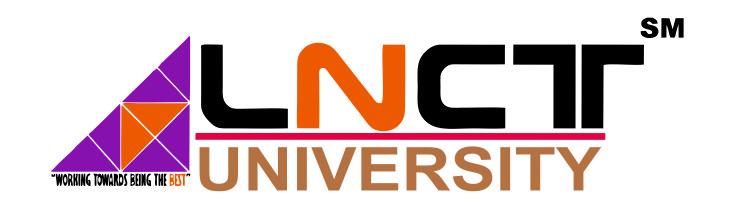 SM
LNCT
UNIVERSITY
"WORKING TOWARDS BEING THE BEST"